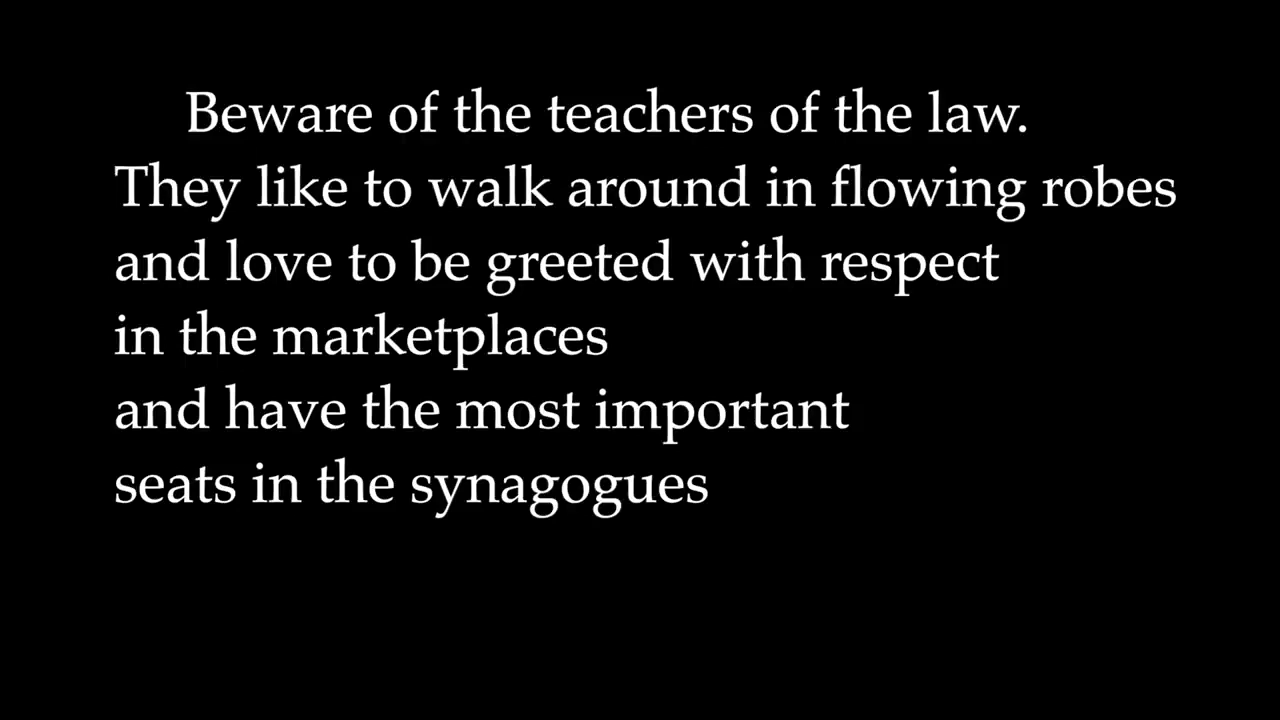 Beware of the teachers of the law.
They like to walk around in flowing robes
and love to be greeted with respect
in the marketplaces
and have the most important
seats in the synagogues